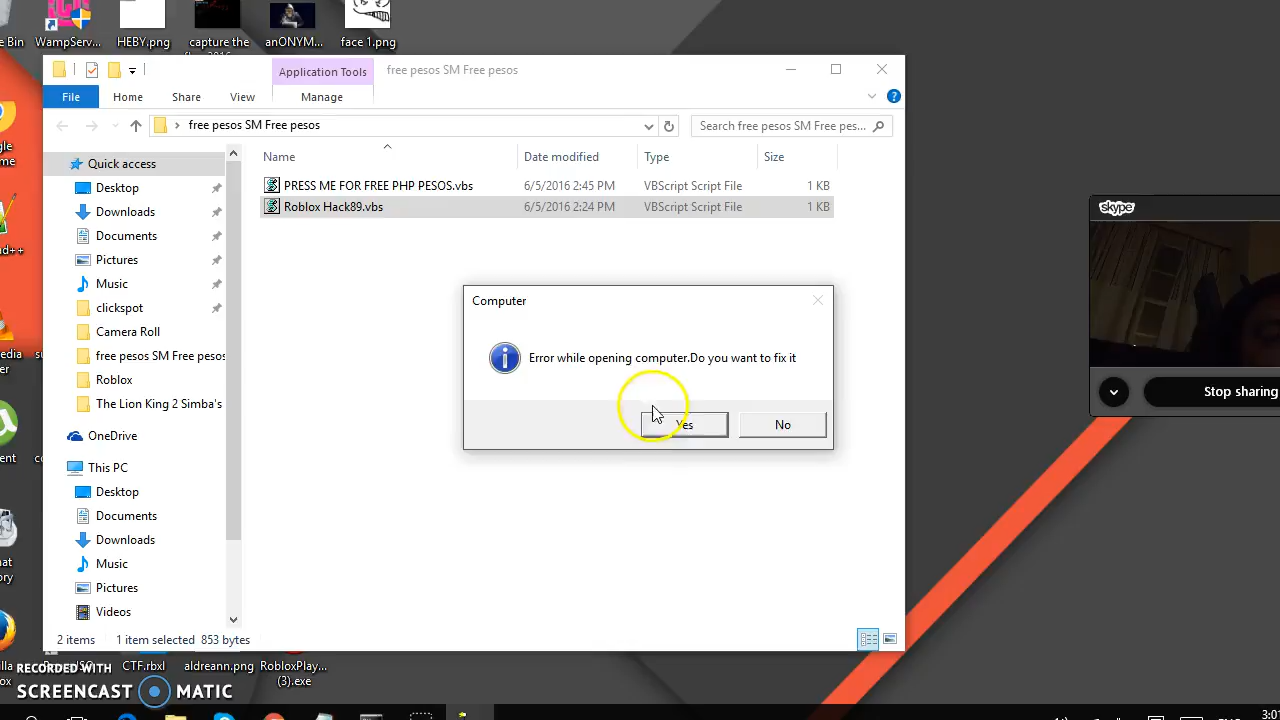 e Bin
WampServ...
HEBY.png
capture the
anONYM...
face 1.png
Application Tools
free pesos SM Free pesos
File
Home
Share
View
Manage
free pesos SM Free pesos
Search free pesos SM Free pes...
Name
Date modified
Type
Size
Quick access
PRESS ME FOR FREE PHP PESOS.vbs
6/5/2016 2:45 PM
VBScript Script File
1 KB
Roblox Hack89.vbs
6/5/2016 2:24 PM
VBScript Script File
1 KB
Desktop
Downloads
Documents
Pictures
Music
clickspot
Camera Roll
free pesos SM Free pesos
Roblox
The Lion King 2 Simba's
OneDrive
This PC
Desktop
Documents
Downloads
Music
Pictures
Videos
Computer
Error while opening computer.Do you want to fix it
Yes
No
skype
Stop sharing
2 items
1 item selected
853 bytes
CTF.rbxl
aldreann.png
RobloxPlay...
(3).exe
RECORDED WITH
SCREENCAST MATIC